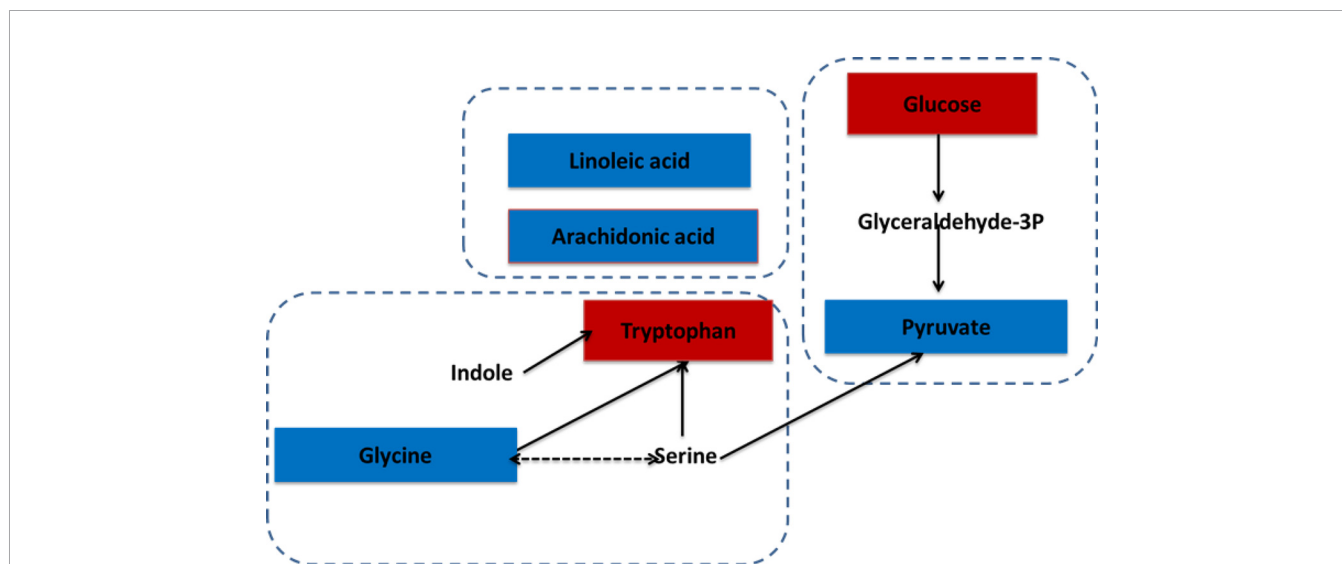 Glucose
Linoleic acid
Glyceraldehyde-3P
Arachidonic acid
Tryptophan
Pyruvate
Indole
Glycine
Serine